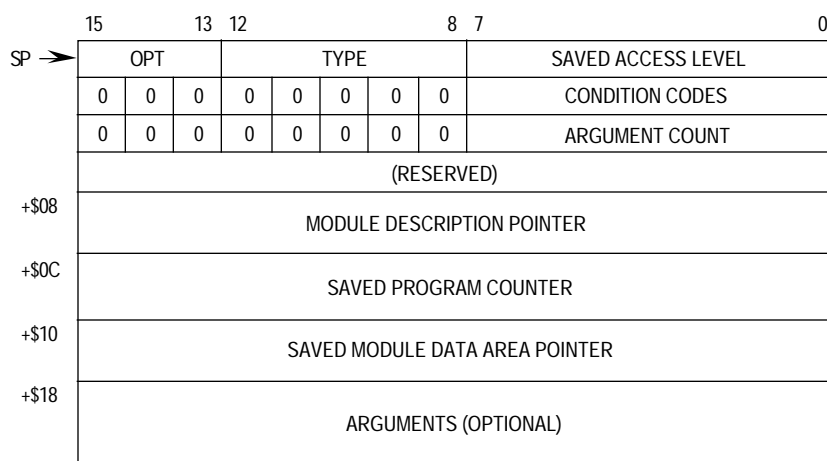 15 13 12 8 7 0
SP OPT TYPE SAVED ACCESS LEVEL
0 0 0 0 0 0 0 0 CONDITION CODES
0 0 0 0 0 0 0 0 ARGUMENT COUNT
(RESERVED)
+$08
MODULE DESCRIPTION POINTER
+$0C
SAVED PROGRAM COUNTER
+$10
SAVED MODULE DATA AREA POINTER
+$18
ARGUMENTS (OPTIONAL)